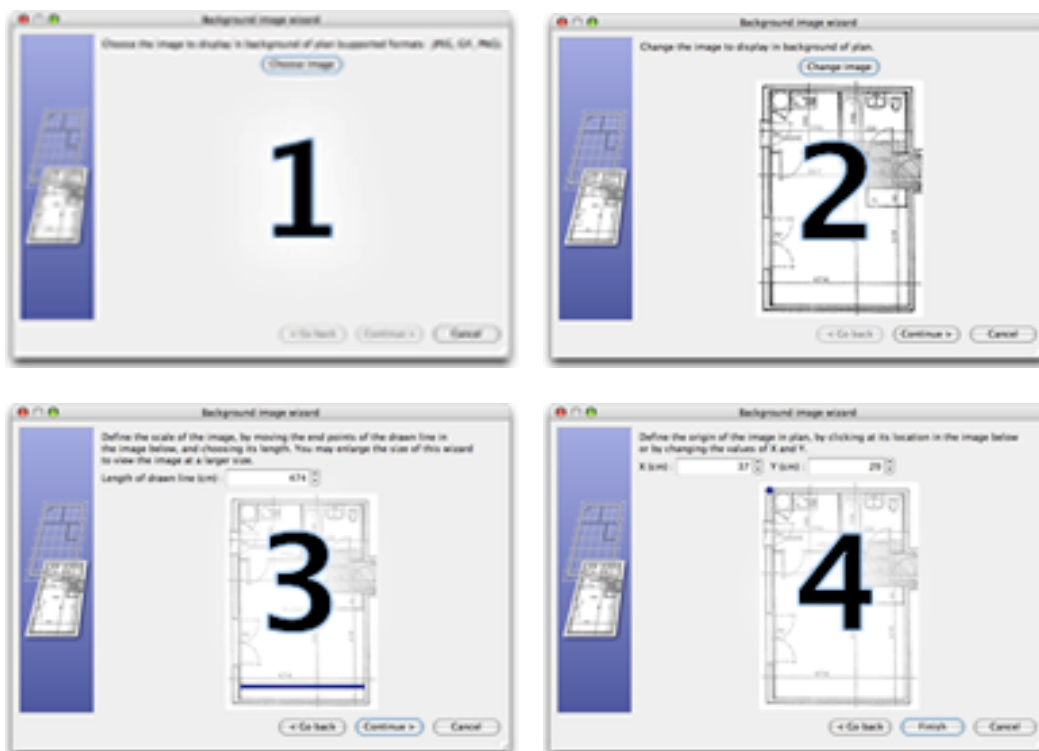 Background image wizard
Choose the image to display in background of plan (supported formats: JPEG, GIF, PNG).
Choose image
1
< Go back
Continue >
Cancel
Background image wizard
Change the image to display in background of plan.
Change image
2
< Go back
Continue >
Cancel
Background image wizard
Define the scale of the image, by moving the end points of the drawn line in
the image below, and choosing its length. You may enlarge the size of this wizard
to view the image at a larger size.
Length of drawn line (cm) : 474
3
< Go back
Continue >
Cancel
Background image wizard
Define the origin of the image in plan, by clicking at its location in the image below
or by changing the values of X and Y.
X (cm) : 37 Y (cm) : 29
4
< Go back
Finish
Cancel